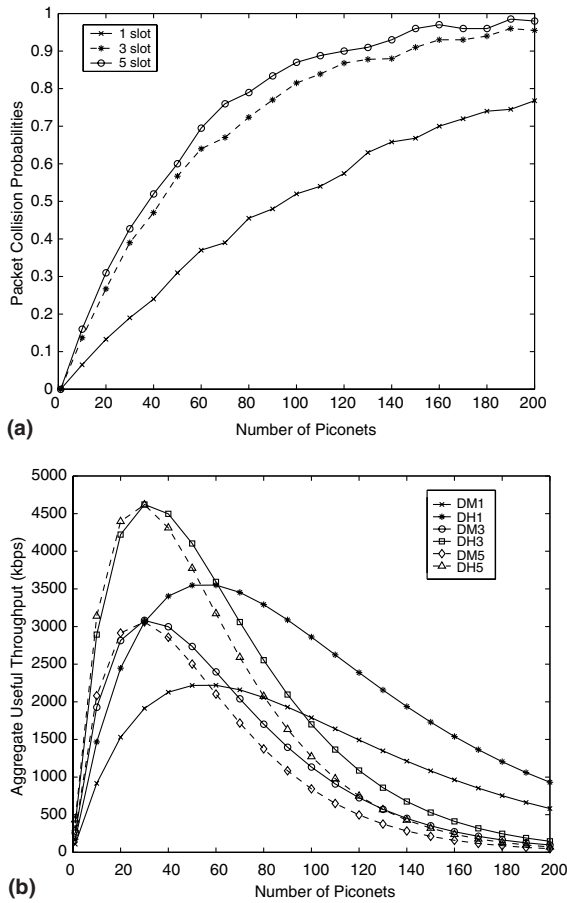 1
0.9
0.8
0.7
0.6
0.5
0.4
0.3
0.2
0.1
0
Packet Collision Probabilities
1 slot
3 slot
5 slot
0 20 40 60 80 100 120 140 160 180 200
Number of Piconets
(a)
5000
4500
4000
3500
3000
2500
2000
1500
1000
500
0
Aggregate Useful Throughput (kbps)
DM1
DH1
DM3
DH3
DM5
DH5
0 20 40 60 80 100 120 140 160 180 200
Number of Piconets
(b)